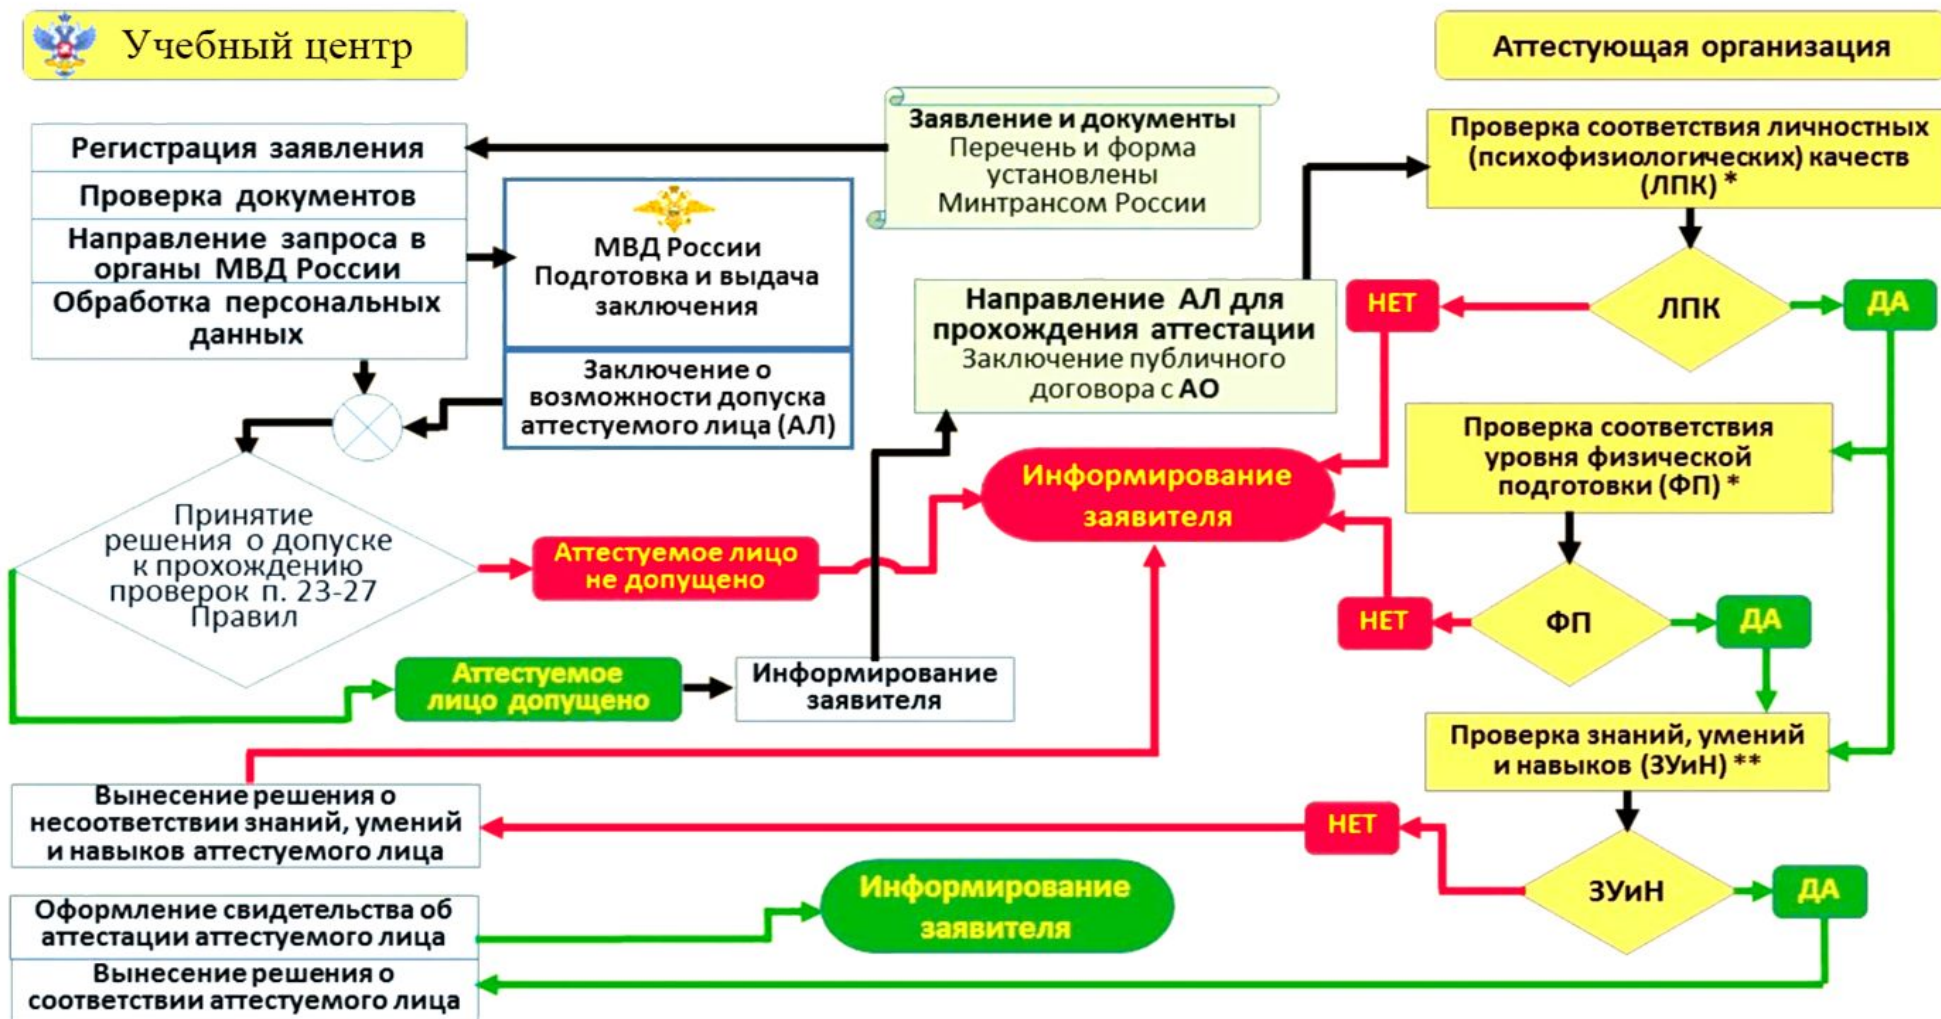 Учебный центр
Аттестующая организация
Заявление и документы
Перечень и форма
установлены
Минтрансом России
Регистрация заявления
Проверка документов
Направление запроса в
органы МВД России
Обработка персональных
данных
МВД России
Подготовка и выдача
заключения
Заключение о
возможности допуска
аттестуемого лица (АЛ)
Принятие
решения о допуске
к прохождению
проверок п. 23-27
Правил
Аттестуемое лицо
не допущено
Аттестуемое
лицо допущено
Информирование
заявителя
Направление АЛ для
прохождения аттестации
Заключение публичного
договора с АО
Информирование
заявителя
Проверка соответствия личностных
(психофизиологических) качеств
(ЛПК) *
НЕТ
ЛПК
ДА
Проверка соответствия
уровня физической
подготовки (ФП) *
НЕТ
ФП
ДА
Проверка знаний, умений
и навыков (ЗУиН) **
НЕТ
ЗУиН
ДА
Вынесение решения о
несоответствии знаний, умений
и навыков аттестуемого лица
Оформление свидетельства об
аттестации аттестуемого лица
Вынесение решения о
соответствии аттестуемого лица
Информирование
заявителя